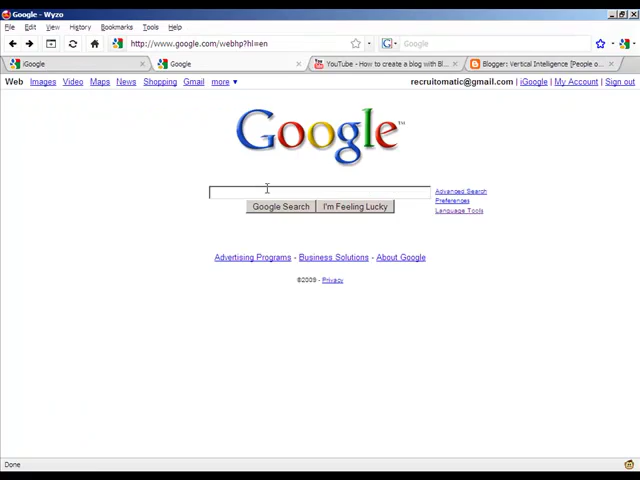 Google - Wyzo
File Edit View History Bookmarks Tools Help
http://www.google.com/webhp?hl=en
Google
iGoogle
Google
YouTube - How to create a blog with Bl...
Blogger: Vertical Intelligence [People o...
Web Images Video Maps News Shopping Gmail more ▼
recruitomatic@gmail.com | iGoogle | My Account | Sign out
Google™
Advanced Search
Preferences
Language Tools
Google Search
I'm Feeling Lucky
Advertising Programs - Business Solutions - About Google
©2009 - Privacy
Done